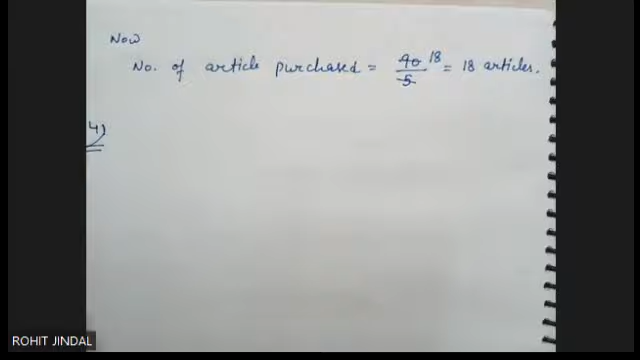 Now
No. of article purchased = 90/5 18 = 18 articles.
4)
ROHIT JINDAL